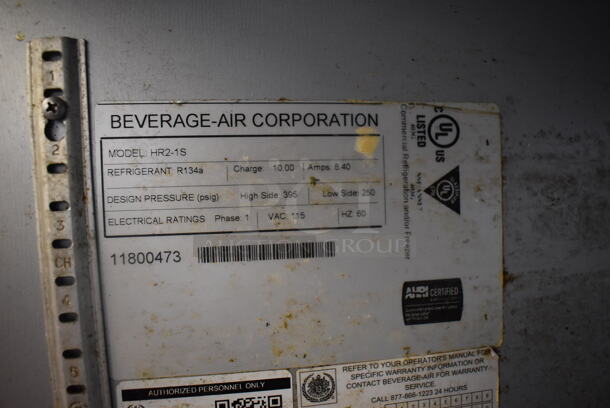 BEVERAGE-AIR CORPORATION
MODEL: HR2-1S
REFRIGERANT: R134a Charge: 10.00 Amps: 8.40
DESIGN PRESSURE (psig) High Side: 395 Low Side: 250
ELECTRICAL RATINGS Phase: 1 VAC: 115 HZ: 60
11800473
C UL US
LISTED
Commercial Refrigerator and/or Freezer
AHRI CERTIFIED
GROUP
AUTHORIZED PERSONNEL ONLY
REFER TO YOUR OPERATOR'S MANUAL FOR
SPECIFIC WARRANTY INFORMATION OR
CONTACT BEVERAGE-AIR FOR WARRANTY
SERVICE.
CALL 877-666-1223 24 HOURS
1
2
3
CH
4
5